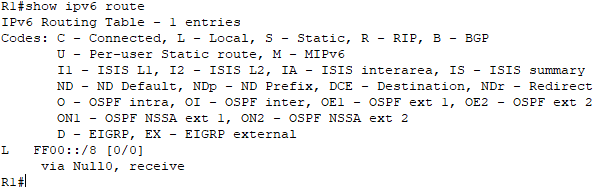 R1#show ipv6 route
IPv6 Routing Table - 1 entries
Codes: C - Connected, L - Local, S - Static, R - RIP, B - BGP
U - Per-user Static route, M - MIPv6
I1 - ISIS L1, I2 - ISIS L2, IA - ISIS interarea, IS - ISIS summary
ND - ND Default, NDp - ND Prefix, DCE - Destination, NDr - Redirect
O - OSPF intra, OI - OSPF inter, OE1 - OSPF ext 1, OE2 - OSPF ext 2
ON1 - OSPF NSSA ext 1, ON2 - OSPF NSSA ext 2
D - EIGRP, EX - EIGRP external
L FF00::/8 [0/0]
via Null0, receive
R1#